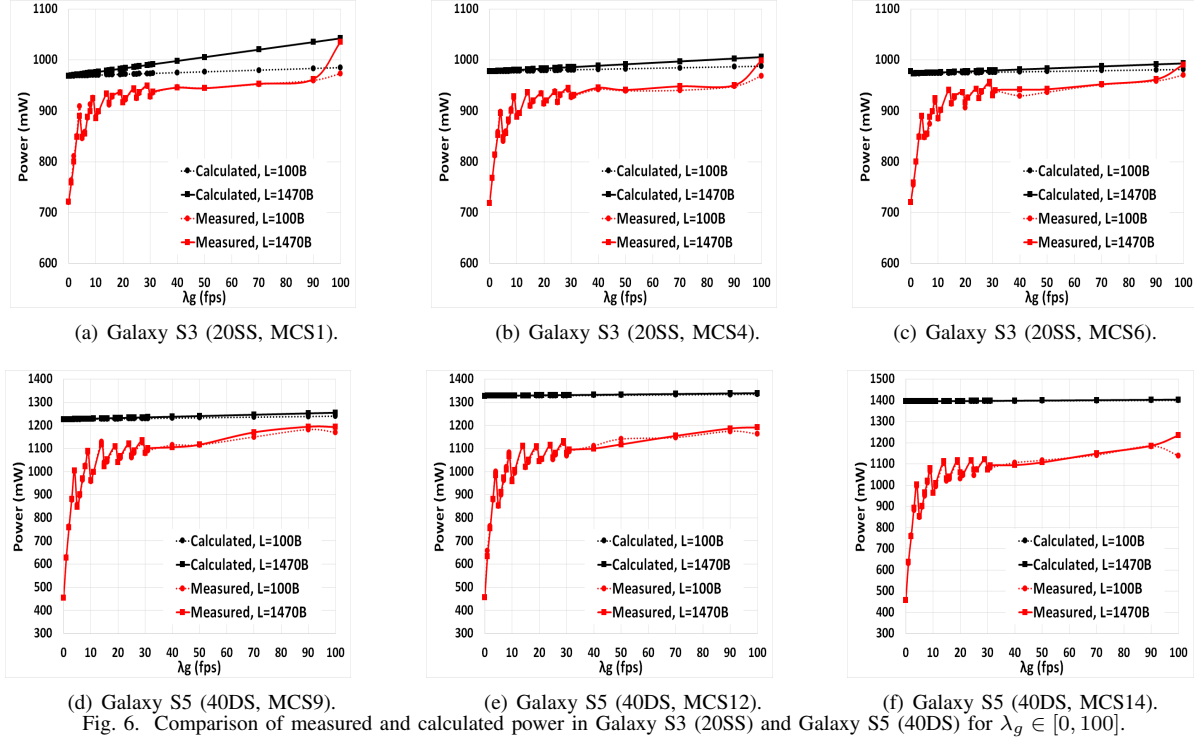 1100
1000
900
800
700
600
Power (mW)
Calculated, L=100B
Calculated, L=1470B
Measured, L=100B
Measured, L=1470B
0 10 20 30 40 50 60 70 80 90 100
λg (fps)
(a) Galaxy S3 (20SS, MCS1).
1100
1000
900
800
700
600
Power (mW)
Calculated, L=100B
Calculated, L=1470B
Measured, L=100B
Measured, L=1470B
0 10 20 30 40 50 60 70 80 90 100
λg (fps)
(b) Galaxy S3 (20SS, MCS4).
1100
1000
900
800
700
600
Power (mW)
Calculated, L=100B
Calculated, L=1470B
Measured, L=100B
Measured, L=1470B
0 10 20 30 40 50 60 70 80 90 100
λg (fps)
(c) Galaxy S3 (20SS, MCS6).
1400
1300
1200
1100
1000
900
800
700
600
500
400
300
Power (mW)
Calculated, L=100B
Calculated, L=1470B
Measured, L=100B
Measured, L=1470B
0 10 20 30 40 50 60 70 80 90 100
λg (fps)
(d) Galaxy S5 (40DS, MCS9).
1400
1300
1200
1100
1000
900
800
700
600
500
400
300
Power (mW)
Calculated, L=100B
Calculated, L=1470B
Measured, L=100B
Measured, L=1470B
0 10 20 30 40 50 60 70 80 90 100
λg (fps)
(e) Galaxy S5 (40DS, MCS12).
1500
1400
1300
1200
1100
1000
900
800
700
600
500
400
300
Power (mW)
Calculated, L=100B
Calculated, L=1470B
Measured, L=100B
Measured, L=1470B
0 10 20 30 40 50 60 70 80 90 100
λg (fps)
(f) Galaxy S5 (40DS, MCS14).
Fig. 6. Comparison of measured and calculated power in Galaxy S3 (20SS) and Galaxy S5 (40DS) for λg ∈ [0, 100].